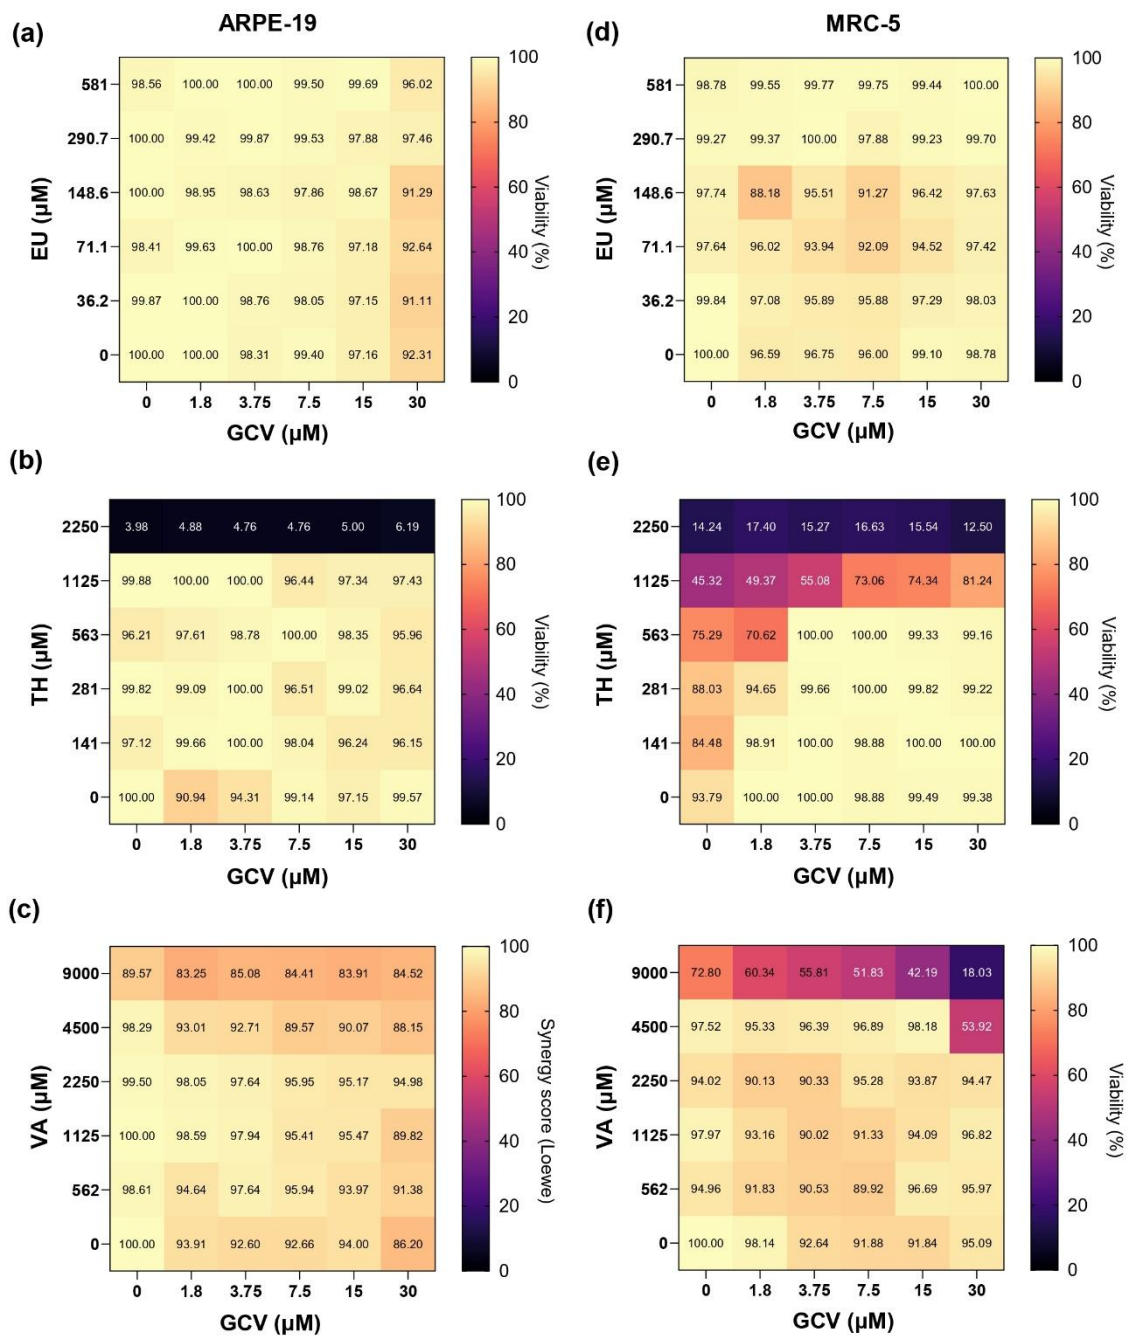 ARPE-19
MRC-5
(a)
EU (µM)
581 98.56 100.00 100.00 99.50 99.69 96.02
290.7 100.00 99.42 99.87 99.53 97.88 97.46
148.6 100.00 98.95 98.63 97.86 98.67 91.29
71.1 98.41 99.63 100.00 98.76 97.18 92.64
36.2 99.87 100.00 98.76 98.05 97.15 91.11
0 100.00 100.00 98.31 99.40 97.16 92.31
0 1.8 3.75 7.5 15 30
GCV (µM)
100
80
60
40
20
0
Viability (%)
(d)
EU (µM)
581 98.78 99.55 99.77 99.75 99.44 100.00
290.7 99.27 99.37 100.00 97.88 99.23 99.70
148.6 97.74 88.18 95.51 91.27 96.42 97.63
71.1 97.64 96.02 93.94 92.09 94.52 97.42
36.2 99.84 97.08 95.89 95.88 97.29 98.03
0 100.00 96.59 96.75 96.00 99.10 98.78
0 1.8 3.75 7.5 15 30
GCV (µM)
100
80
60
40
20
0
Viability (%)
(b)
TH (µM)
2250 3.98 4.88 4.76 4.76 5.00 6.19
1125 99.88 100.00 100.00 96.44 97.34 97.43
563 96.21 97.61 98.78 100.00 98.35 95.96
281 99.82 99.09 100.00 96.51 99.02 96.64
141 97.12 99.66 100.00 98.04 96.24 96.15
0 100.00 90.94 94.31 99.14 97.15 99.57
0 1.8 3.75 7.5 15 30
GCV (µM)
100
80
60
40
20
0
Viability (%)
(e)
TH (µM)
2250 14.24 17.40 15.27 16.63 15.54 12.50
1125 45.32 49.37 55.08 73.06 74.34 81.24
563 75.29 70.62 100.00 100.00 99.33 99.16
281 88.03 94.65 99.66 100.00 99.82 99.22
141 84.48 98.91 100.00 98.88 100.00 100.00
0 93.79 100.00 100.00 98.88 99.49 99.38
0 1.8 3.75 7.5 15 30
GCV (µM)
100
80
60
40
20
0
Viability (%)
(c)
VA (µM)
9000 89.57 83.25 85.08 84.41 83.91 84.52
4500 98.29 93.01 92.71 89.57 90.07 88.15
2250 99.50 98.05 97.64 95.95 95.17 94.98
1125 100.00 98.59 97.94 95.41 95.47 89.82
562 98.61 94.64 97.64 95.94 93.97 91.38
0 100.00 93.91 92.60 92.66 94.00 86.20
0 1.8 3.75 7.5 15 30
GCV (µM)
100
80
60
40
20
0
Synergy score (Loewe)
(f)
VA (µM)
9000 72.80 60.34 55.81 51.83 42.19 18.03
4500 97.52 95.33 96.39 96.89 98.18 53.92
2250 94.02 90.13 90.33 95.28 93.87 94.47
1125 97.97 93.16 90.02 91.33 94.09 96.82
562 94.96 91.83 90.53 89.92 96.69 95.97
0 100.00 98.14 92.64 91.88 91.84 95.09
0 1.8 3.75 7.5 15 30
GCV (µM)
100
80
60
40
20
0
Viability (%)